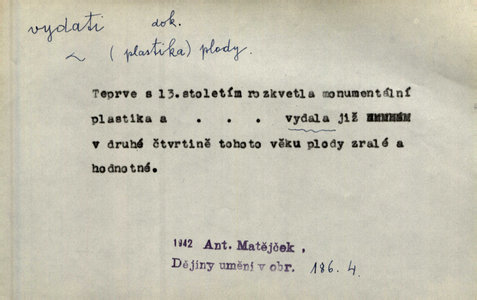 vydati dok.
~ (plastika) plody.
Teprve s 13.stoletím rozkvetla monumentální
plastika a . . . vydala již
v druhé čtvrtině tohoto věku plody zralé a
hodnotné.
1942 Ant. Matějček,
Dějiny umění v obr. 186.4.